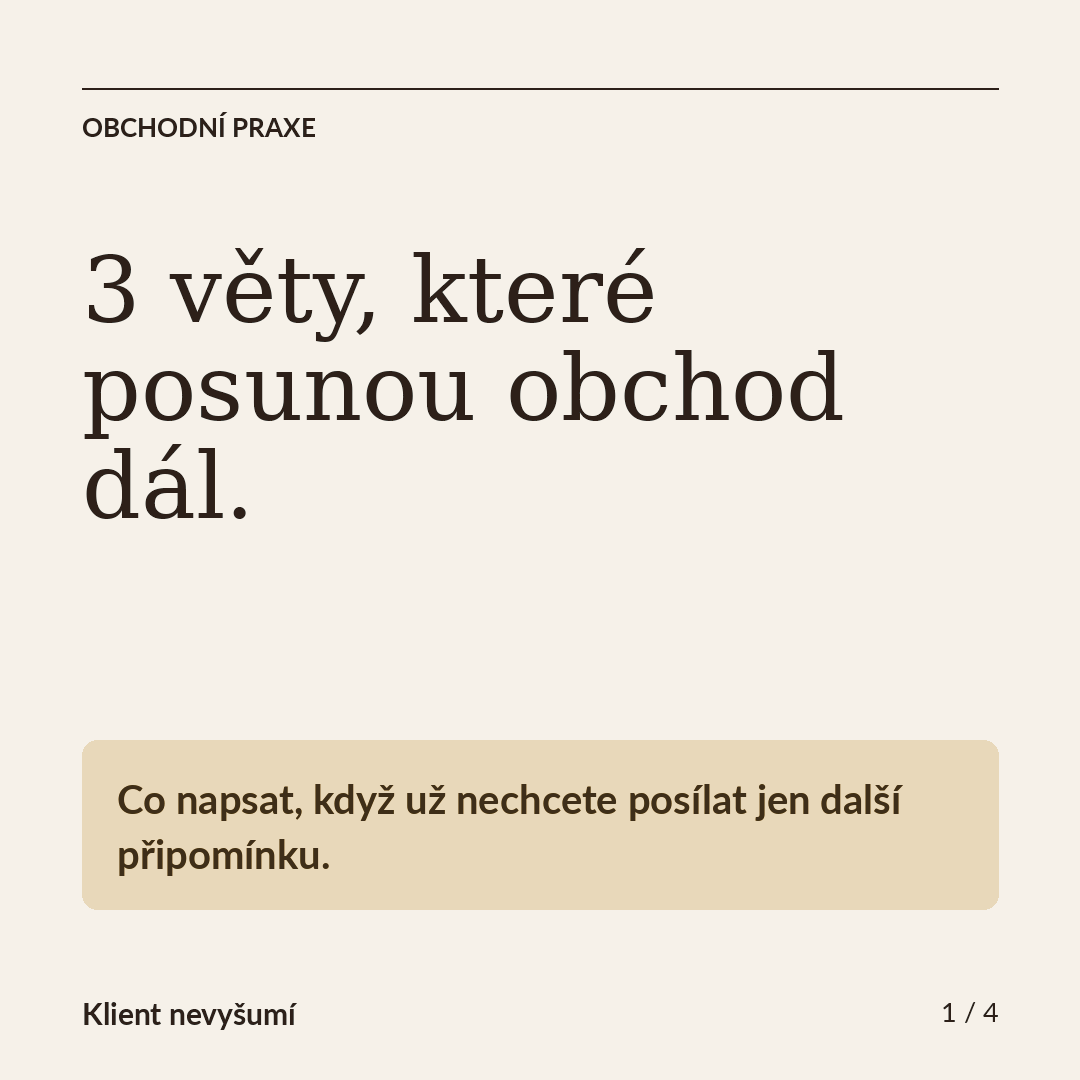 OBCHODNÍ PRAXE
3 věty, které
posunou obchod
dál.
Co napsat, když už nechcete posílat jen další
připomínku.
Klient nevyšumí
1 / 4